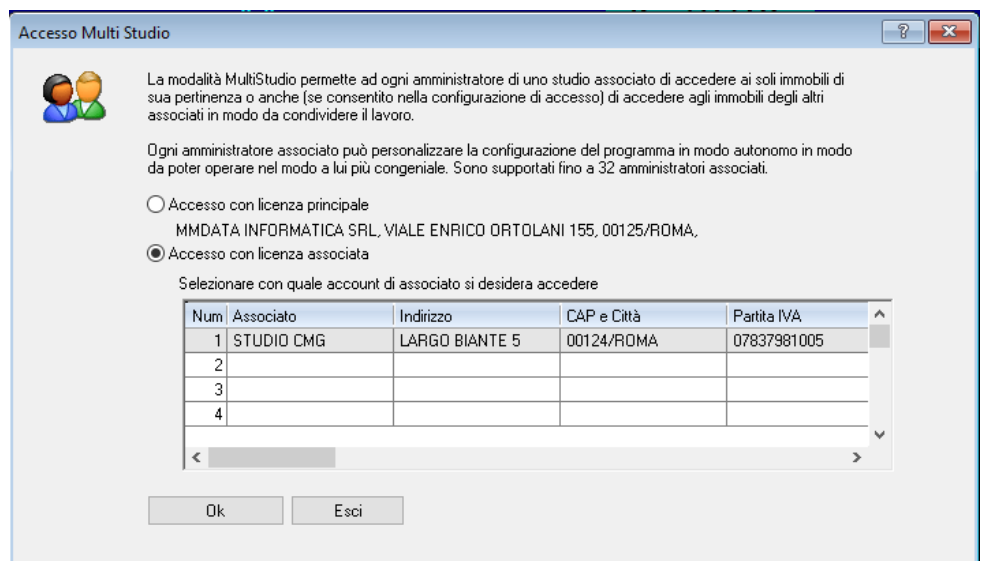 Accesso Multi Studio
La modalità MultiStudio permette ad ogni amministratore di uno studio associato di accedere ai soli immobili di
sua pertinenza o anche (se consentito nella configurazione di accesso) di accedere agli immobili degli altri
associati in modo da condividere il lavoro.
Ogni amministratore associato può personalizzare la configurazione del programma in modo autonomo in modo
da poter operare nel modo a lui più congeniale. Sono supportati fino a 32 amministratori associati.
Accesso con licenza principale
MMDATA INFORMATICA SRL, VIALE ENRICO ORTOLANI 155, 00125/ROMA,
Accesso con licenza associata
Selezionare con quale account di associato si desidera accedere
Num Associato Indirizzo CAP e Città Partita IVA
1 STUDIO CMG LARGO BIANTE 5 00124/ROMA 07837981005
2
3
4
Ok Esci